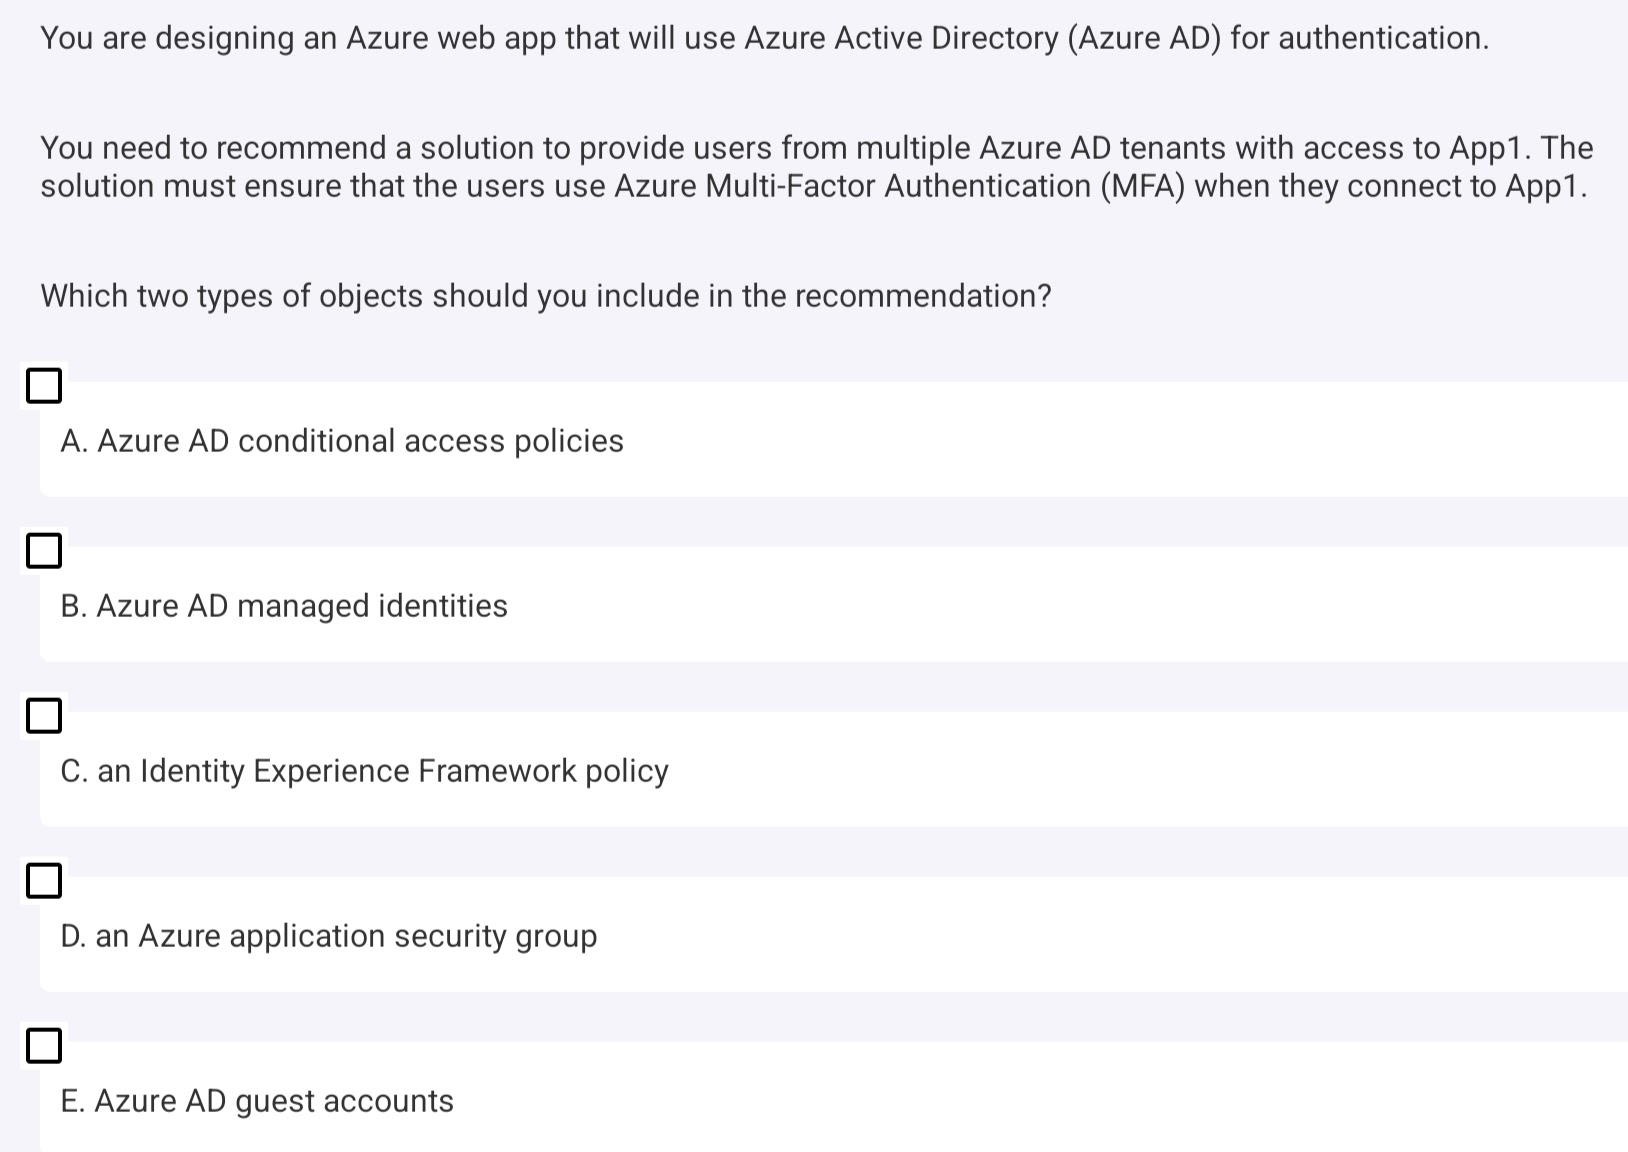 You are designing an Azure web app that will use Azure Active Directory (Azure AD) for authentication.
You need to recommend a solution to provide users from multiple Azure AD tenants with access to App1. The
solution must ensure that the users use Azure Multi-Factor Authentication (MFA) when they connect to App1.
Which two types of objects should you include in the recommendation?
A. Azure AD conditional access policies
B. Azure AD managed identities
C. an Identity Experience Framework policy
D. an Azure application security group
E. Azure AD guest accounts